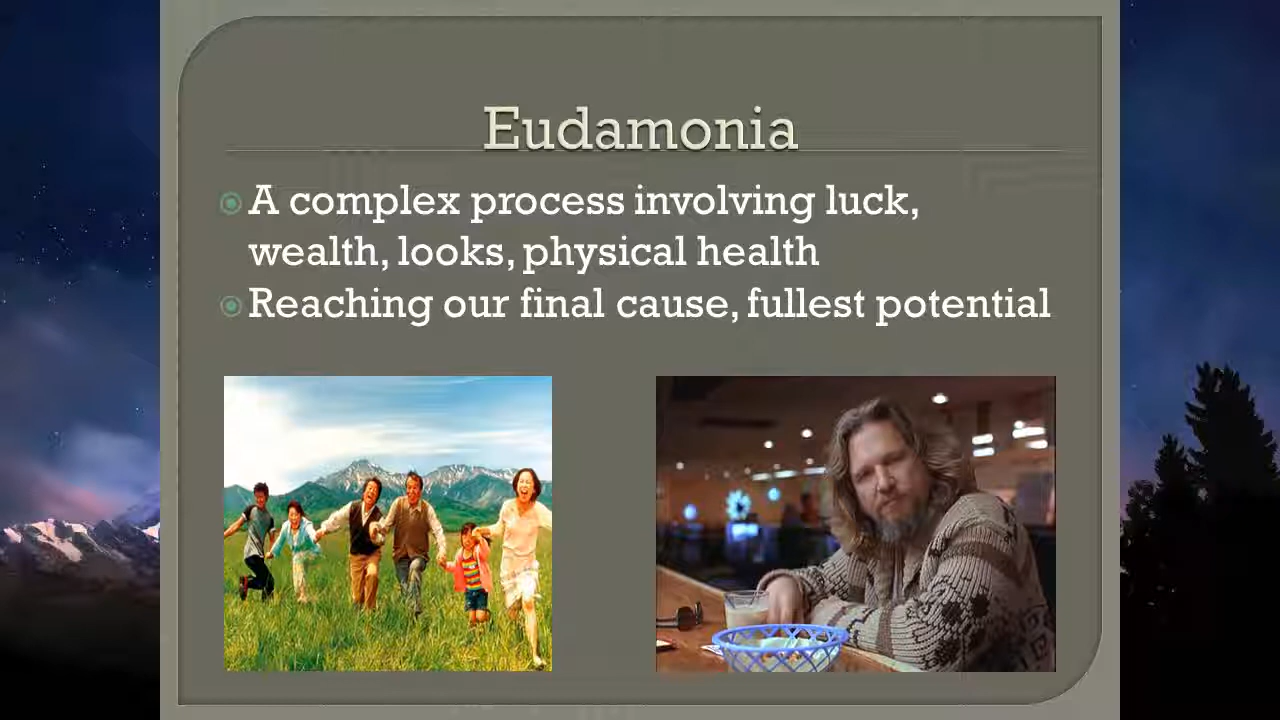 Eudamonia
A complex process involving luck,
wealth, looks, physical health
Reaching our final cause, fullest potential